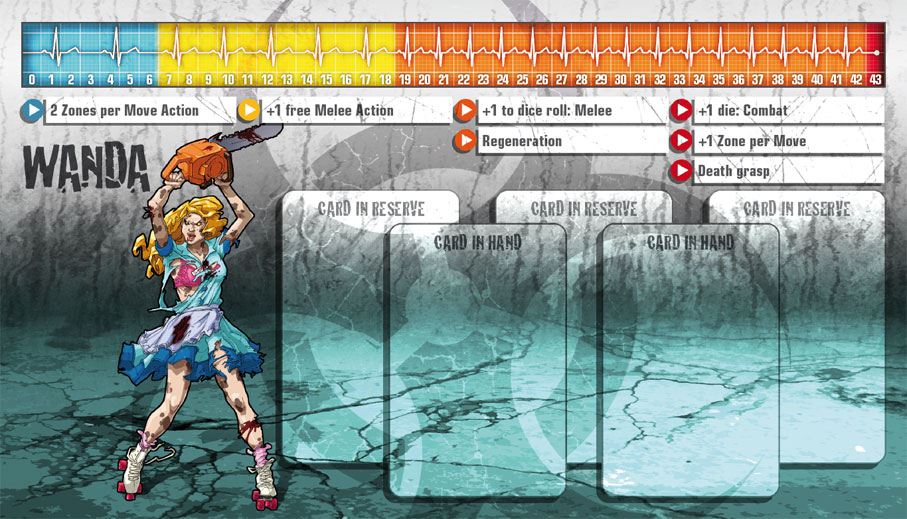 0 1 2 3 4 5 6 7 8 9 10 11 12 13 14 15 16 17 18 19 20 21 22 23 24 25 26 27 28 29 30 31 32 33 34 35 36 37 38 39 40 41 42 43
2 Zones per Move Action
+1 free Melee Action
+1 to dice roll: Melee
+1 die: Combat
Regeneration
+1 Zone per Move
Death grasp
WANDA
CARD IN RESERVE
CARD IN RESERVE
CARD IN RESERVE
CARD IN HAND
CARD IN HAND